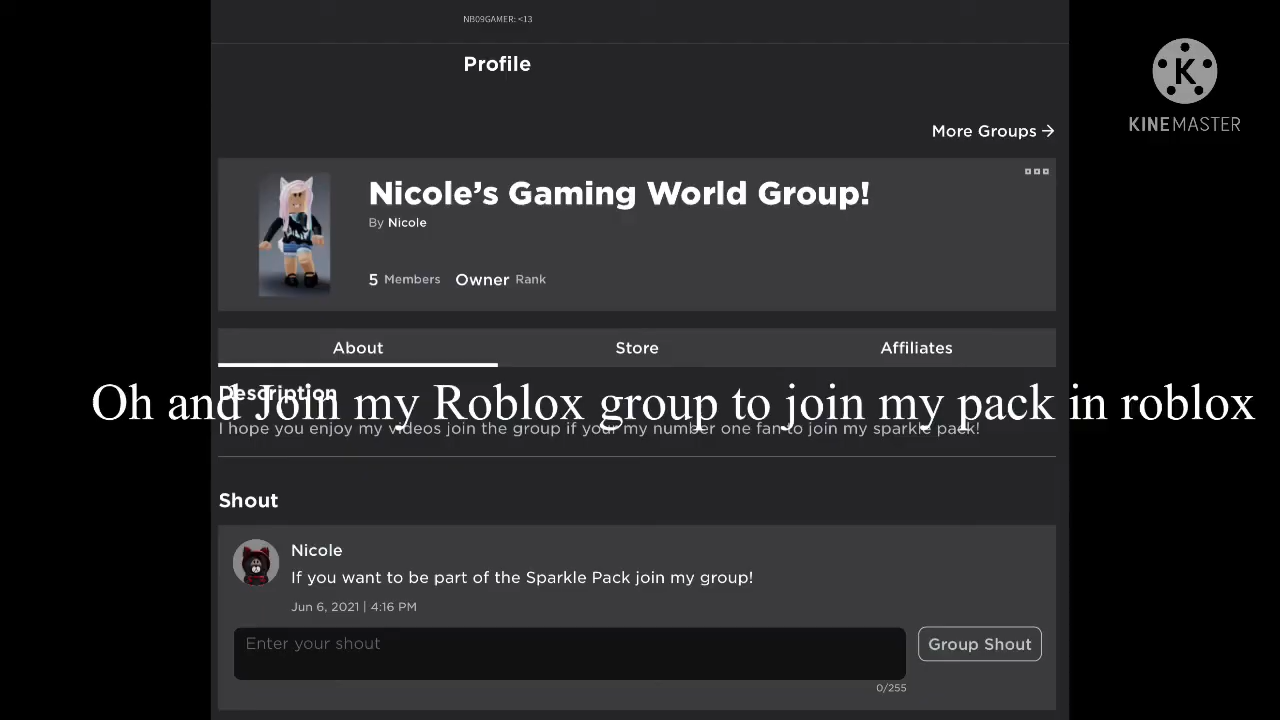 NB09GAMER: <13
Profile
More Groups →
Nicole's Gaming World Group!
By Nicole
5 Members Owner Rank
About Store Affiliates
Description
Oh and Join my Roblox group to join my pack in roblox
I hope you enjoy my videos join the group if your my number one fan to join my sparkle pack!
Shout
Nicole
If you want to be part of the Sparkle Pack join my group!
Jun 6, 2021 | 4:16 PM
Enter your shout
Group Shout
0/255
K
KINEMASTER